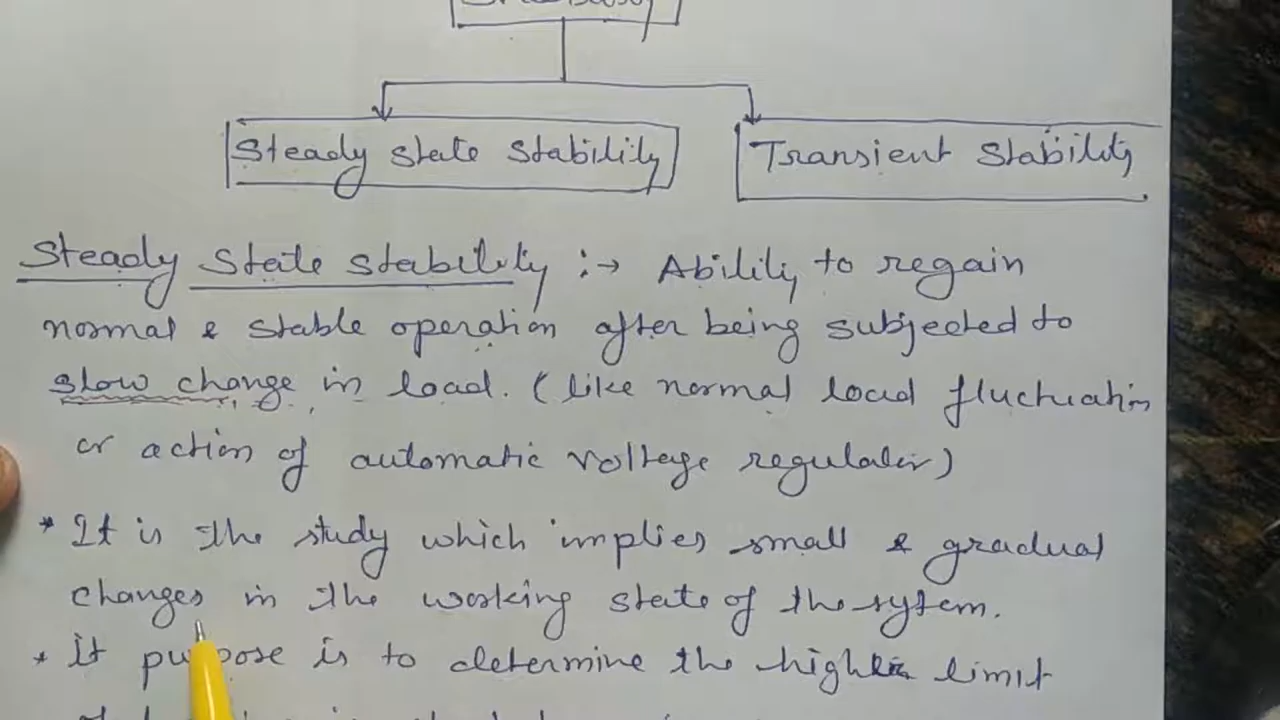 Steady state stability
Transient stability
Steady state stability :→ Ability to regain
normal & stable operation after being subjected to
slow change in load. (like normal load fluctuation
or action of automatic voltage regulator)
* It is the study which implies small & gradual
changes in the working state of the sytem.
* it purpose is to determine the higher limit